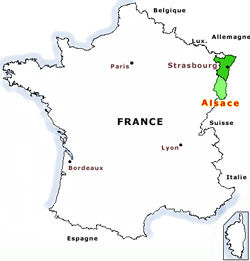 Belgique
Lux.
Allemagne
Paris
Strasbourg
Alsace
FRANCE
Suisse
Lyon
Bordeaux
Italie
Espagne